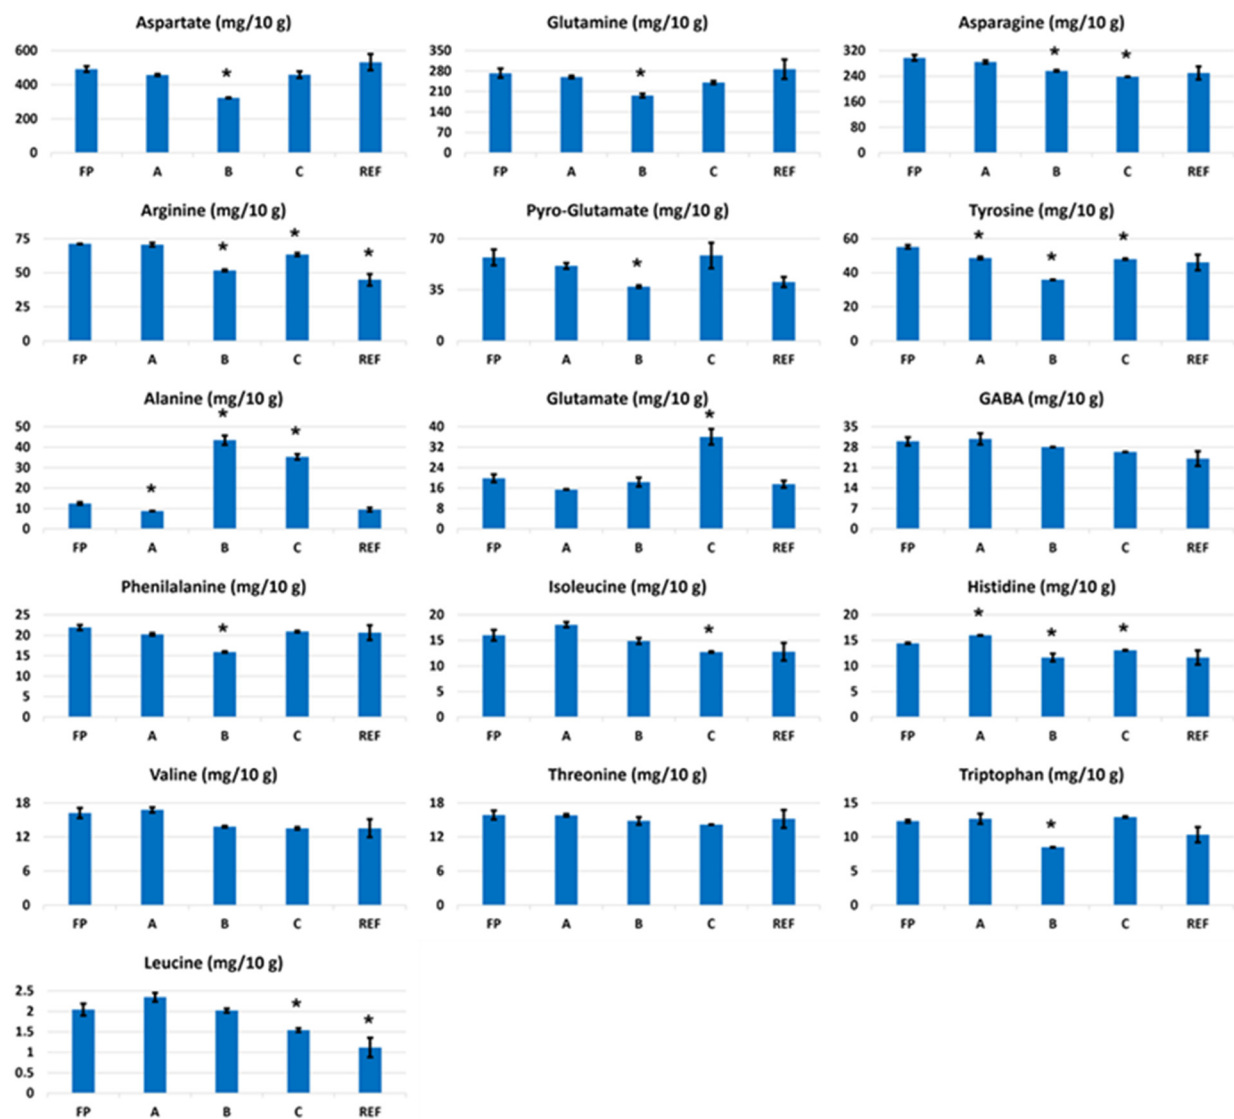 Aspartate (mg/10 g)
600
400
200
0
FP A B C REF
*
Glutamine (mg/10 g)
350
280
210
140
70
0
FP A B C REF
*
Asparagine (mg/10 g)
320
240
160
80
0
FP A B C REF
* *
Arginine (mg/10 g)
75
50
25
0
FP A B C REF
* * *
Pyro-Glutamate (mg/10 g)
70
35
0
FP A B C REF
*
Tyrosine (mg/10 g)
60
40
20
0
FP A B C REF
* * *
Alanine (mg/10 g)
50
40
30
20
10
0
FP A B C REF
* * *
Glutamate (mg/10 g)
40
32
24
16
8
0
FP A B C REF
*
GABA (mg/10 g)
35
28
21
14
7
0
FP A B C REF
Phenilalanine (mg/10 g)
25
20
15
10
5
0
FP A B C REF
*
Isoleucine (mg/10 g)
20
15
10
5
0
FP A B C REF
*
Histidine (mg/10 g)
20
15
10
5
0
FP A B C REF
* * *
Valine (mg/10 g)
18
12
6
0
FP A B C REF
Threonine (mg/10 g)
18
12
6
0
FP A B C REF
Triptophan (mg/10 g)
15
10
5
0
FP A B C REF
*
Leucine (mg/10 g)
2.5
2
1.5
1
0.5
0
FP A B C REF
* *